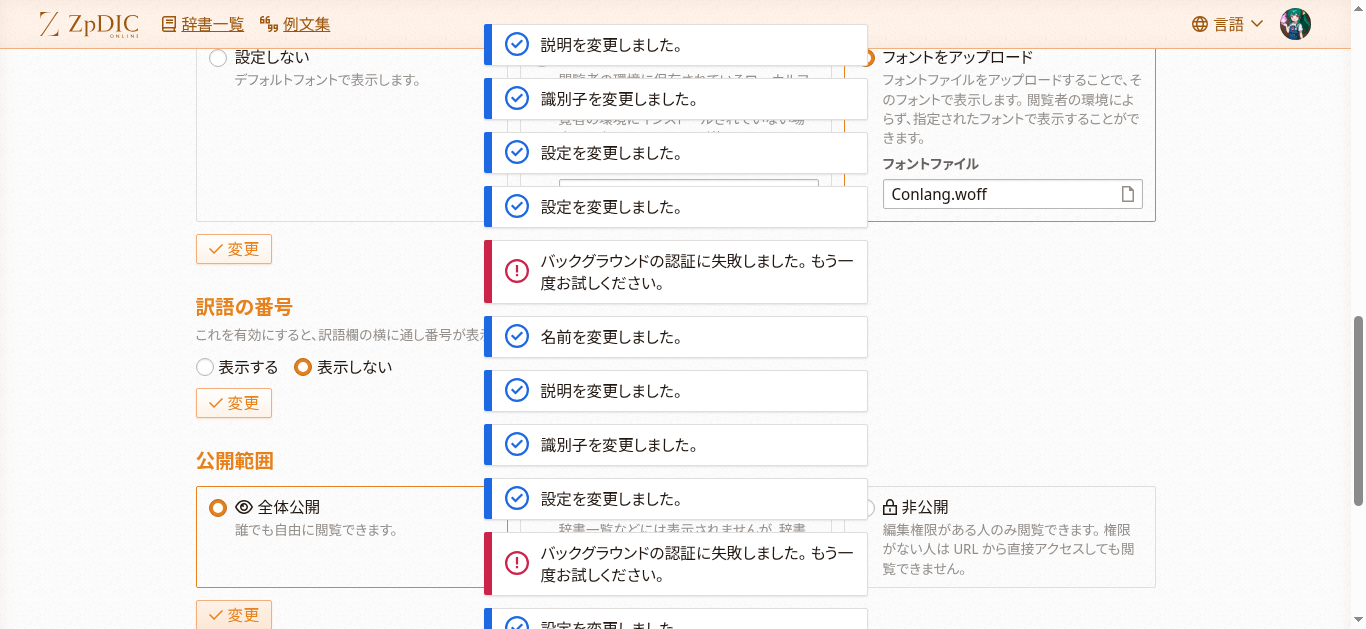 ZpDIC
ONLINE
辞書一覧
例文集
言語
設定しない
デフォルトフォントで表示します。
フォントをアップロード
フォントファイルをアップロードすることで、そ
のフォントで表示します。閲覧者の環境によ
らず、指定されたフォントで表示することがで
きます。
フォントファイル
Conlang.woff
変更
訳語の番号
これを有効にすると、訳語欄の横に通し番号が表
表示する
表示しない
変更
公開範囲
全体公開
誰でも自由に閲覧できます。
辞書一覧などには表示されませんが、辞書
非公開
編集権限がある人のみ閲覧できます。権限
がない人は URL から直接アクセスしても閲
覧できません。
変更
説明を変更しました。
識別子を変更しました。
設定を変更しました。
設定を変更しました。
バックグラウンドの認証に失敗しました。もう一
度お試しください。
名前を変更しました。
説明を変更しました。
識別子を変更しました。
設定を変更しました。
バックグラウンドの認証に失敗しました。もう一
度お試しください。
設定を変更しました。